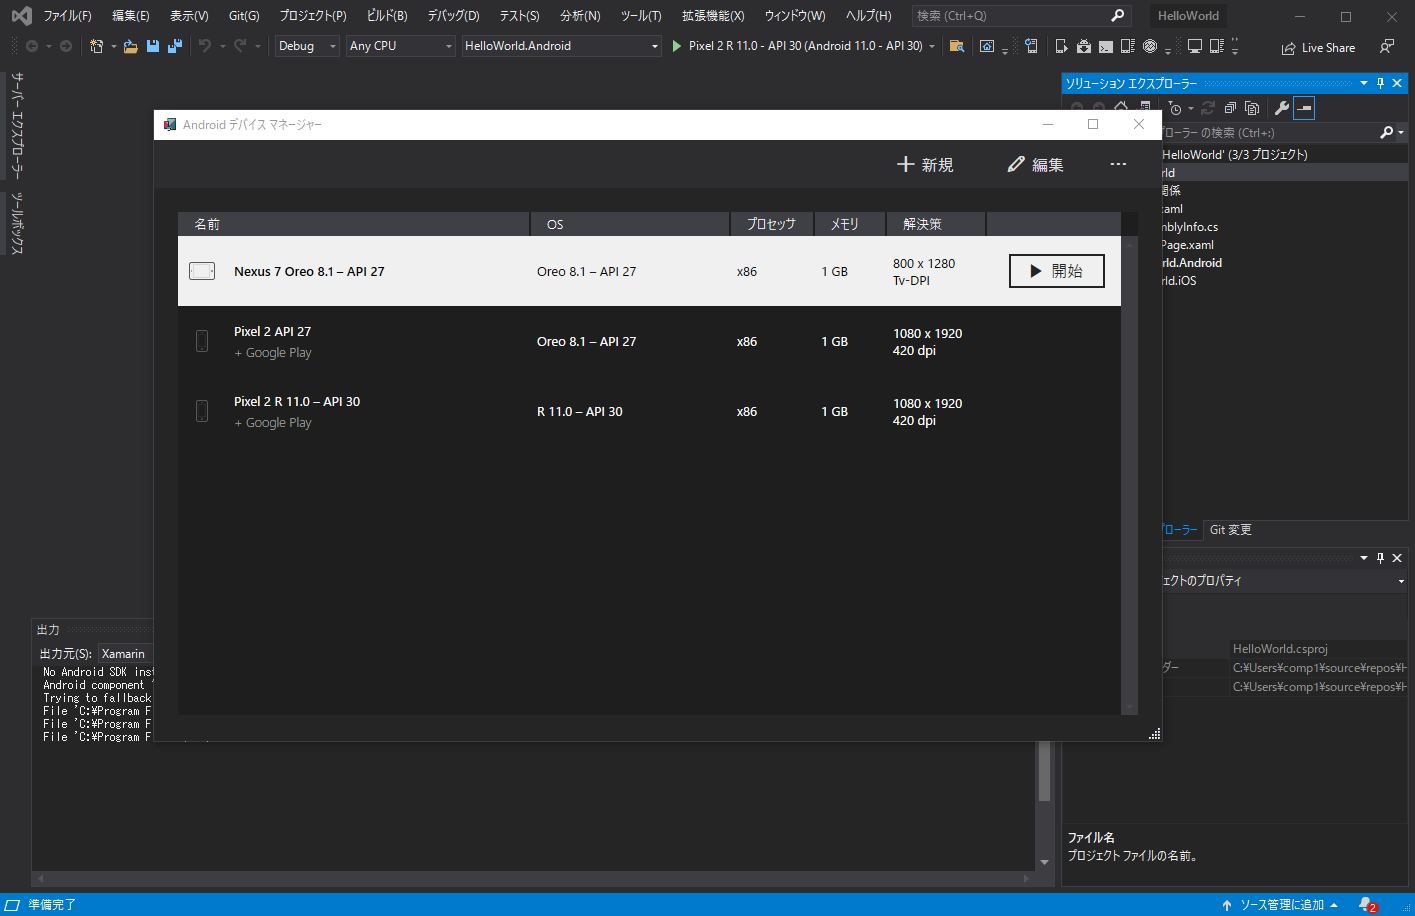 ファイル(F) 編集(E) 表示(V) Git(G) プロジェクト(P) ビルド(B) デバッグ(D) テスト(S) 分析(N) ツール(T) 拡張機能(X) ウィンドウ(W) ヘルプ(H) 検索 (Ctrl+Q) HelloWorld
Debug Any CPU HelloWorld.Android Pixel 2 R 11.0 - API 30 (Android 11.0 - API 30) Live Share
サーバー エクスプローラー
ツールボックス
ソリューション エクスプローラー
ローラー の検索 (Ctrl+:)
HelloWorld' (3/3 プロジェクト)
rld
関係
xaml
mblyInfo.cs
Page.xaml
rld.Android
rld.iOS
Android デバイス マネージャー
新規 編集 ...
名前 OS プロセッサ メモリ 解決策
Nexus 7 Oreo 8.1 – API 27 Oreo 8.1 – API 27 x86 1 GB 800 x 1280
Tv-DPI
開始
Pixel 2 API 27
+ Google Play
Oreo 8.1 – API 27 x86 1 GB 1080 x 1920
420 dpi
Pixel 2 R 11.0 – API 30
+ Google Play
R 11.0 – API 30 x86 1 GB 1080 x 1920
420 dpi
ローラー Git 変更
ェクトのプロパティ
HelloWorld.csproj
ダー C:¥Users¥comp1¥source¥repos¥H
C:¥Users¥comp1¥source¥repos¥H
ファイル名
プロジェクト ファイルの名前。
出力
出力元(S): Xamarin
No Android SDK inst
Android component
Trying to fallback
File 'C:¥Program F
File 'C:¥Program F
File 'C:¥Program F
準備完了 ソース管理に追加 2